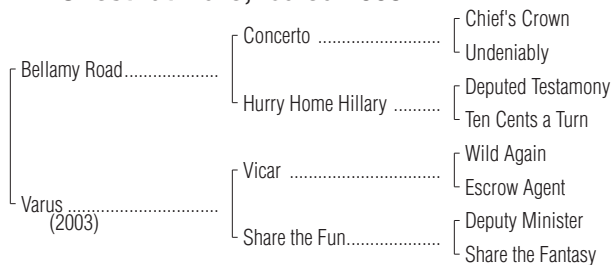 Chief's Crown
Concerto ..........................
Undeniably
Bellamy Road....................
Deputed Testamony
Hurry Home Hillary ..........
Ten Cents a Turn
Wild Again
Vicar .................................
Escrow Agent
Varus ................................
(2003)
Deputy Minister
Share the Fun....................
Share the Fantasy